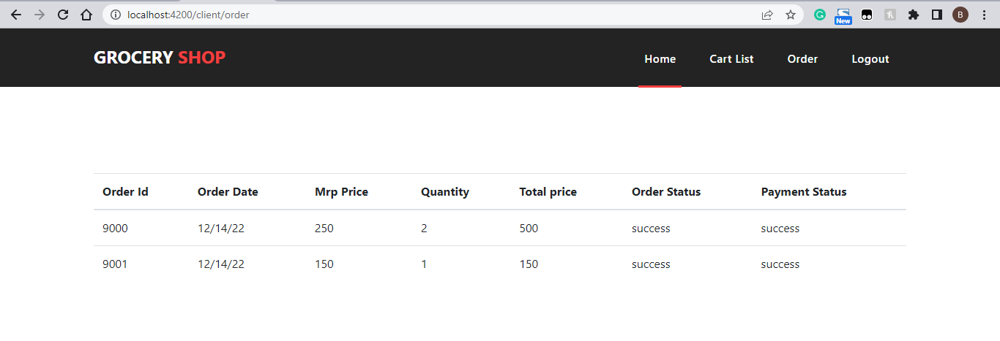 localhost:4200/client/order
New
B
GROCERY SHOP
Home Cart List Order Logout
Order Id Order Date Mrp Price Quantity Total price Order Status Payment Status
9000 12/14/22 250 2 500 success success
9001 12/14/22 150 1 150 success success